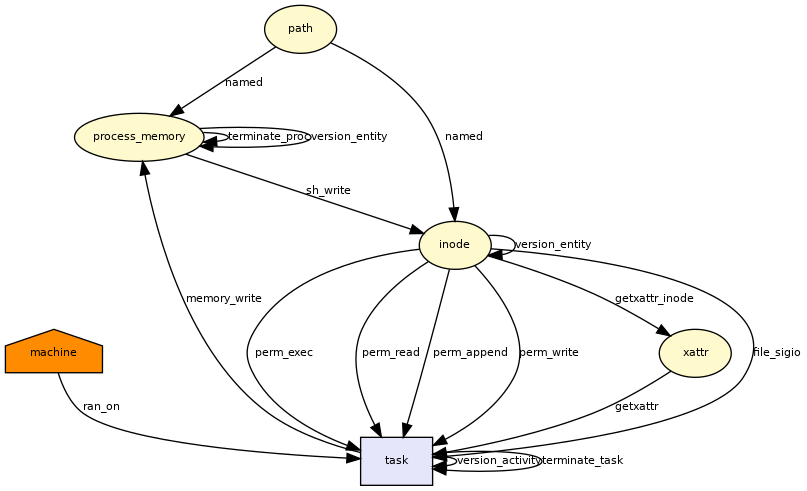 path
named
process_memory
terminate_proc
version_entity
named
sh_write
inode
version_entity
memory_write
getxattr_inode
machine
perm_exec
perm_read
perm_append
perm_write
xattr
file_sigio
ran_on
getxattr
task
version_activity
terminate_task